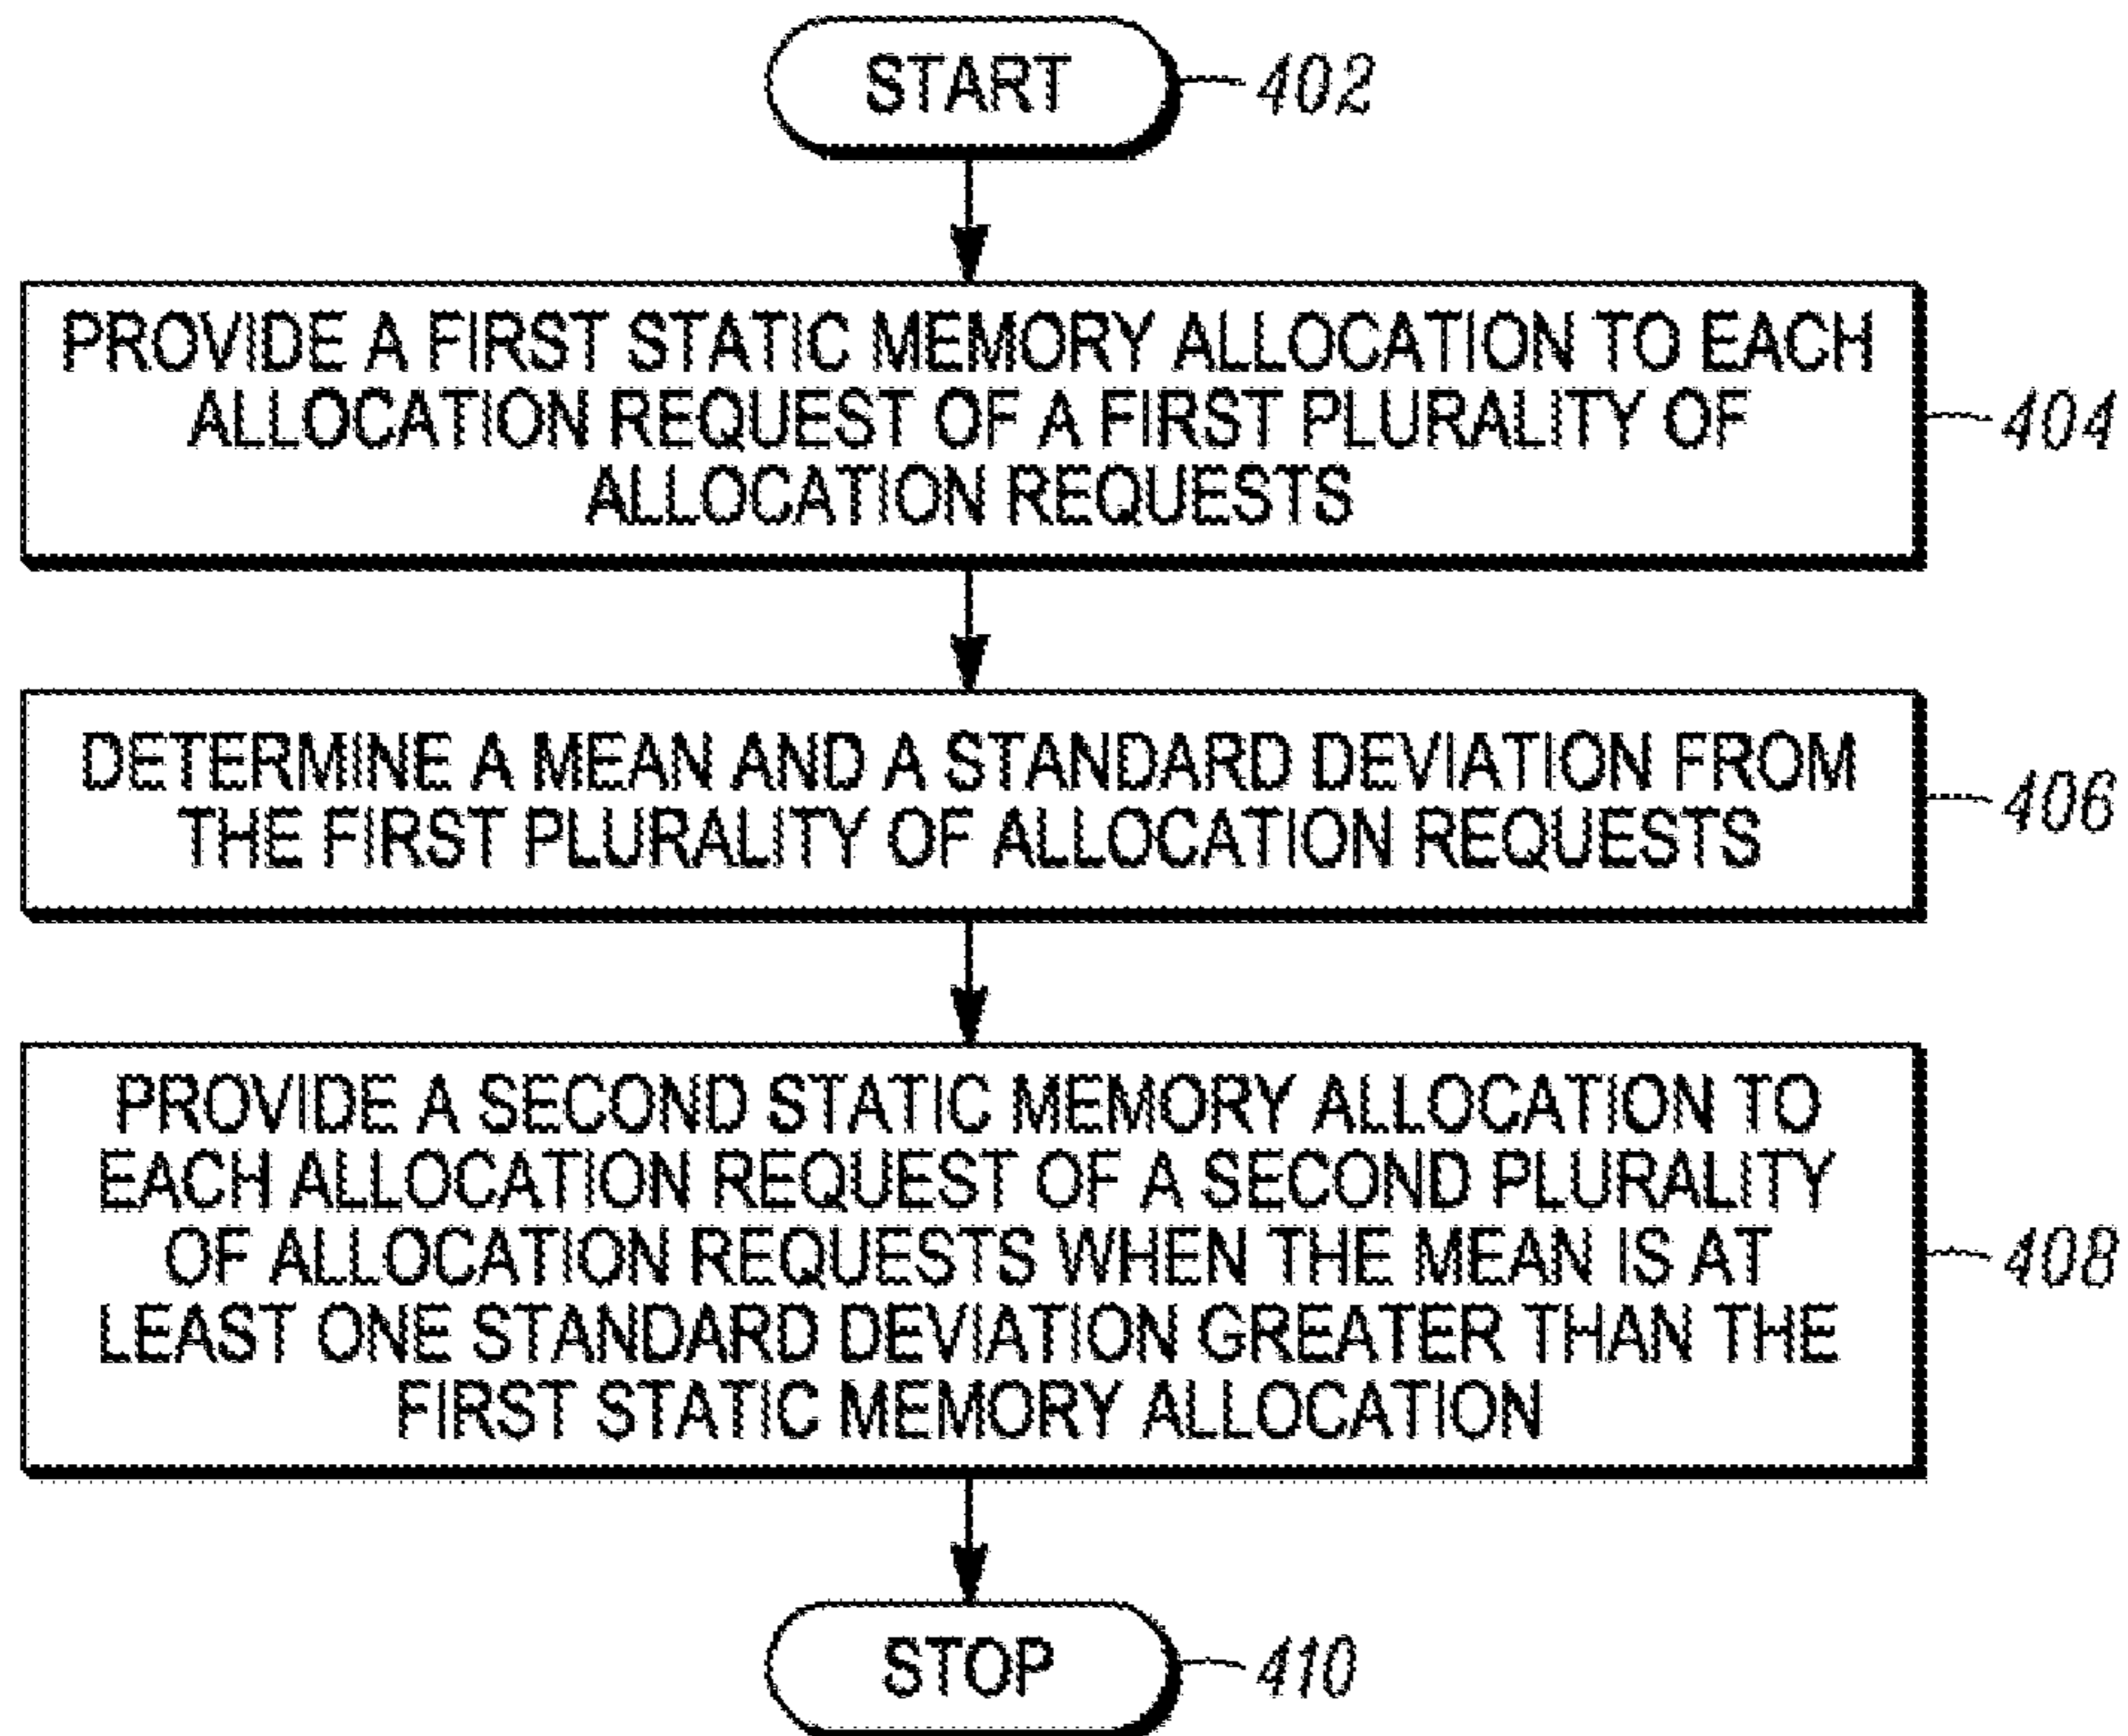 START
402
PROVIDE A FIRST STATIC MEMORY ALLOCATION TO EACH
ALLOCATION REQUEST OF A FIRST PLURALITY OF
ALLOCATION REQUESTS
404
DETERMINE A MEAN AND A STANDARD DEVIATION FROM
THE FIRST PLURALITY OF ALLOCATION REQUESTS
406
PROVIDE A SECOND STATIC MEMORY ALLOCATION TO
EACH ALLOCATION REQUEST OF A SECOND PLURALITY
OF ALLOCATION REQUESTS WHEN THE MEAN IS AT
LEAST ONE STANDARD DEVIATION GREATER THAN THE
FIRST STATIC MEMORY ALLOCATION
408
STOP
410